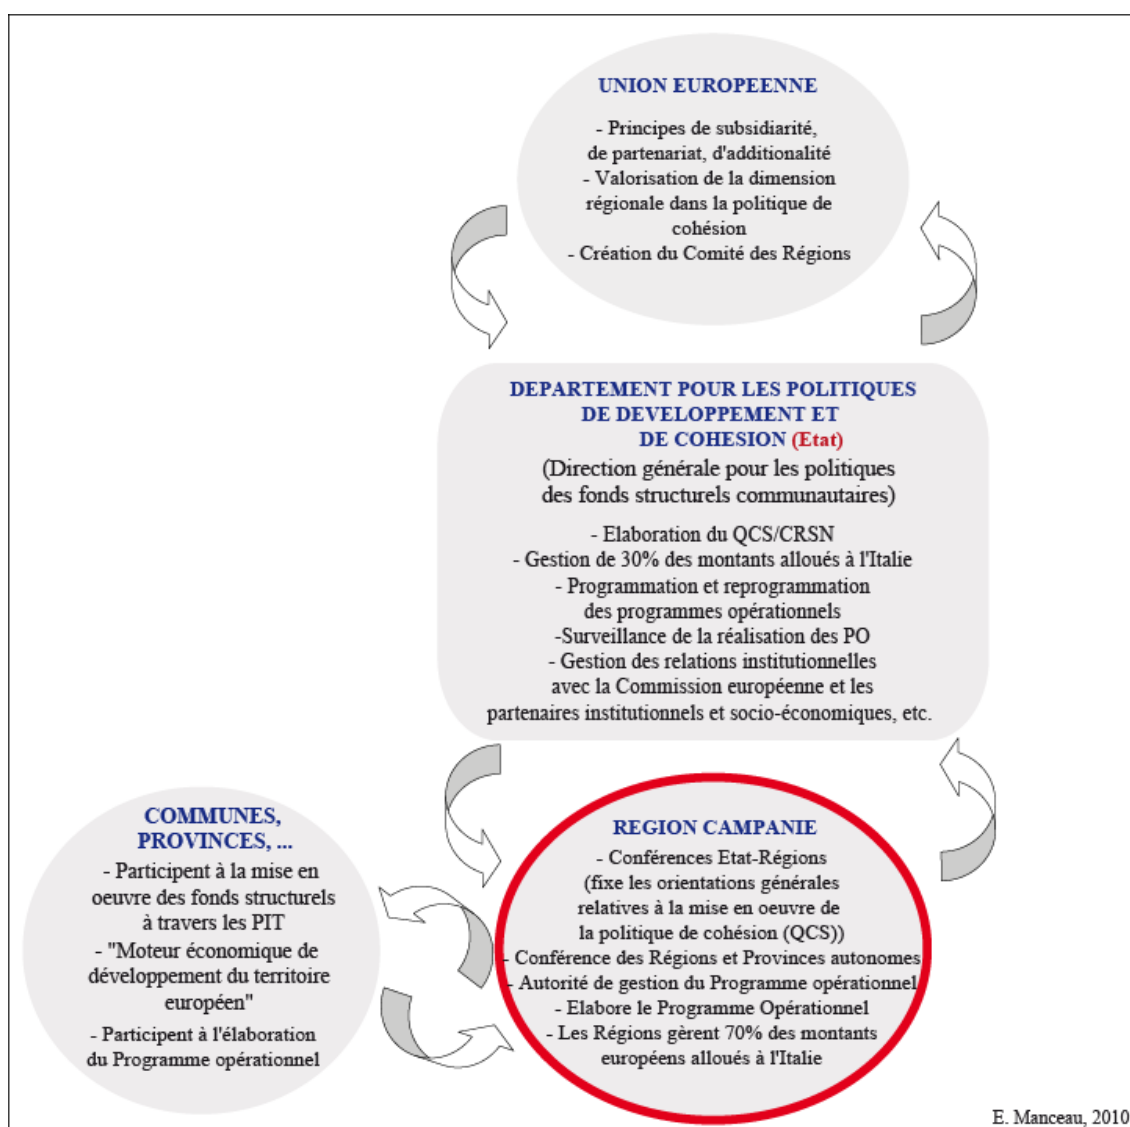 UNION EUROPEENNE
- Principes de subsidiarité,
de partenariat, d'additionalité
- Valorisation de la dimension
régionale dans la politique de
cohésion
- Création du Comité des Régions
DEPARTEMENT POUR LES POLITIQUES
DE DEVELOPPEMENT ET
DE COHESION (Etat)
(Direction générale pour les politiques
des fonds structurels communautaires)
- Elaboration du QCS/CRSN
- Gestion de 30% des montants alloués à l'Italie
- Programmation et reprogrammation
des programmes opérationnels
-Surveillance de la réalisation des PO
- Gestion des relations institutionnelles
avec la Commission européenne et les
partenaires institutionnels et socio-économiques, etc.
COMMUNES,
PROVINCES, ...
- Participent à la mise en
oeuvre des fonds structurels
à travers les PIT
- "Moteur économique de
développement du territoire
européen"
- Participent à l'élaboration
du Programme opérationnel
REGION CAMPANIE
- Conférences Etat-Régions
(fixe les orientations générales
relatives à la mise en oeuvre de
la politique de cohésion (QCS))
- Conférence des Régions et Provinces autonomes
- Autorité de gestion du Programme opérationnel
- Elabore le Programme Opérationnel
- Les Régions gèrent 70% des montants
européens alloués à l'Italie
E. Manceau, 2010